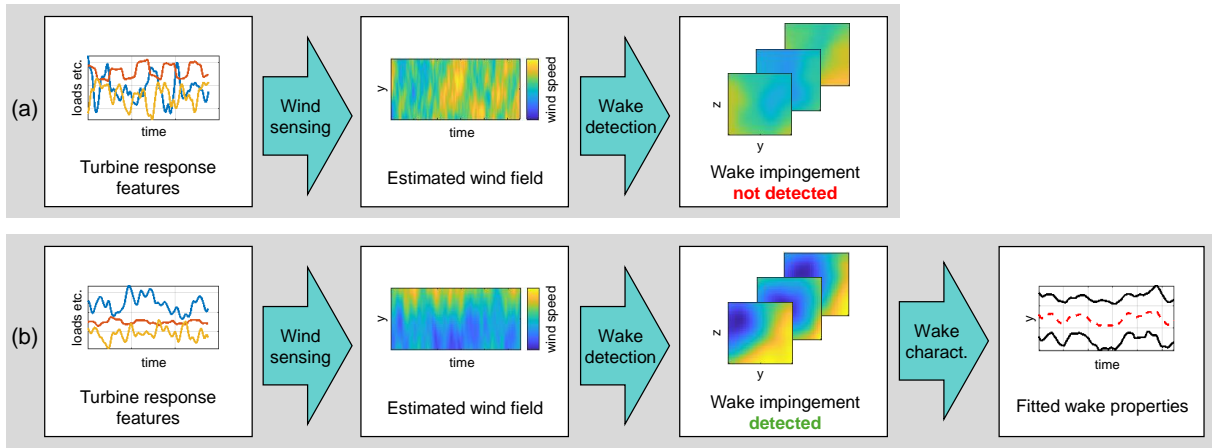 (a)
loads etc.
time
Turbine response
features
Wind
sensing
y
time
wind speed
Estimated wind field
Wake
detection
z
y
Wake impingement
not detected
(b)
loads etc.
time
Turbine response
features
Wind
sensing
y
time
wind speed
Estimated wind field
Wake
detection
z
y
Wake impingement
detected
Wake
charact.
y
time
Fitted wake properties